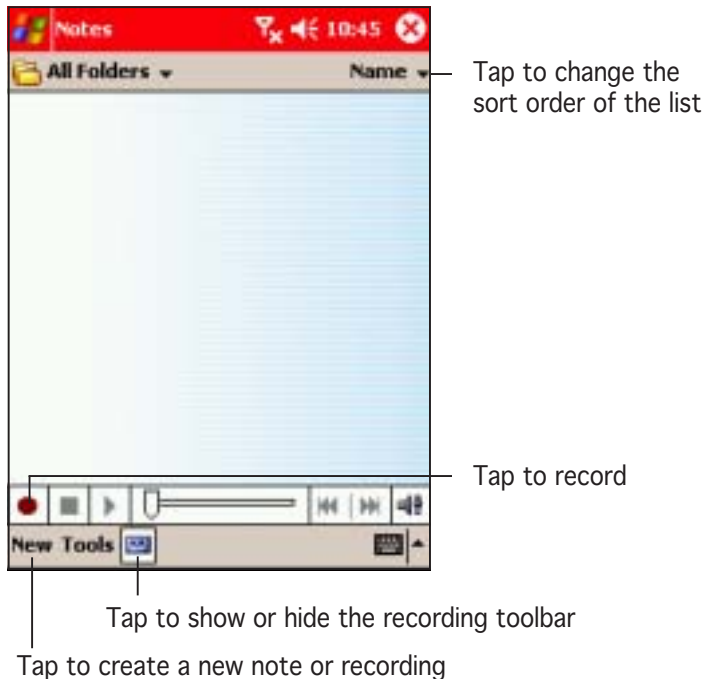 Notes 10:45
All Folders Name
Tap to change the
sort order of the list
Tap to record
New Tools
Tap to show or hide the recording toolbar
Tap to create a new note or recording